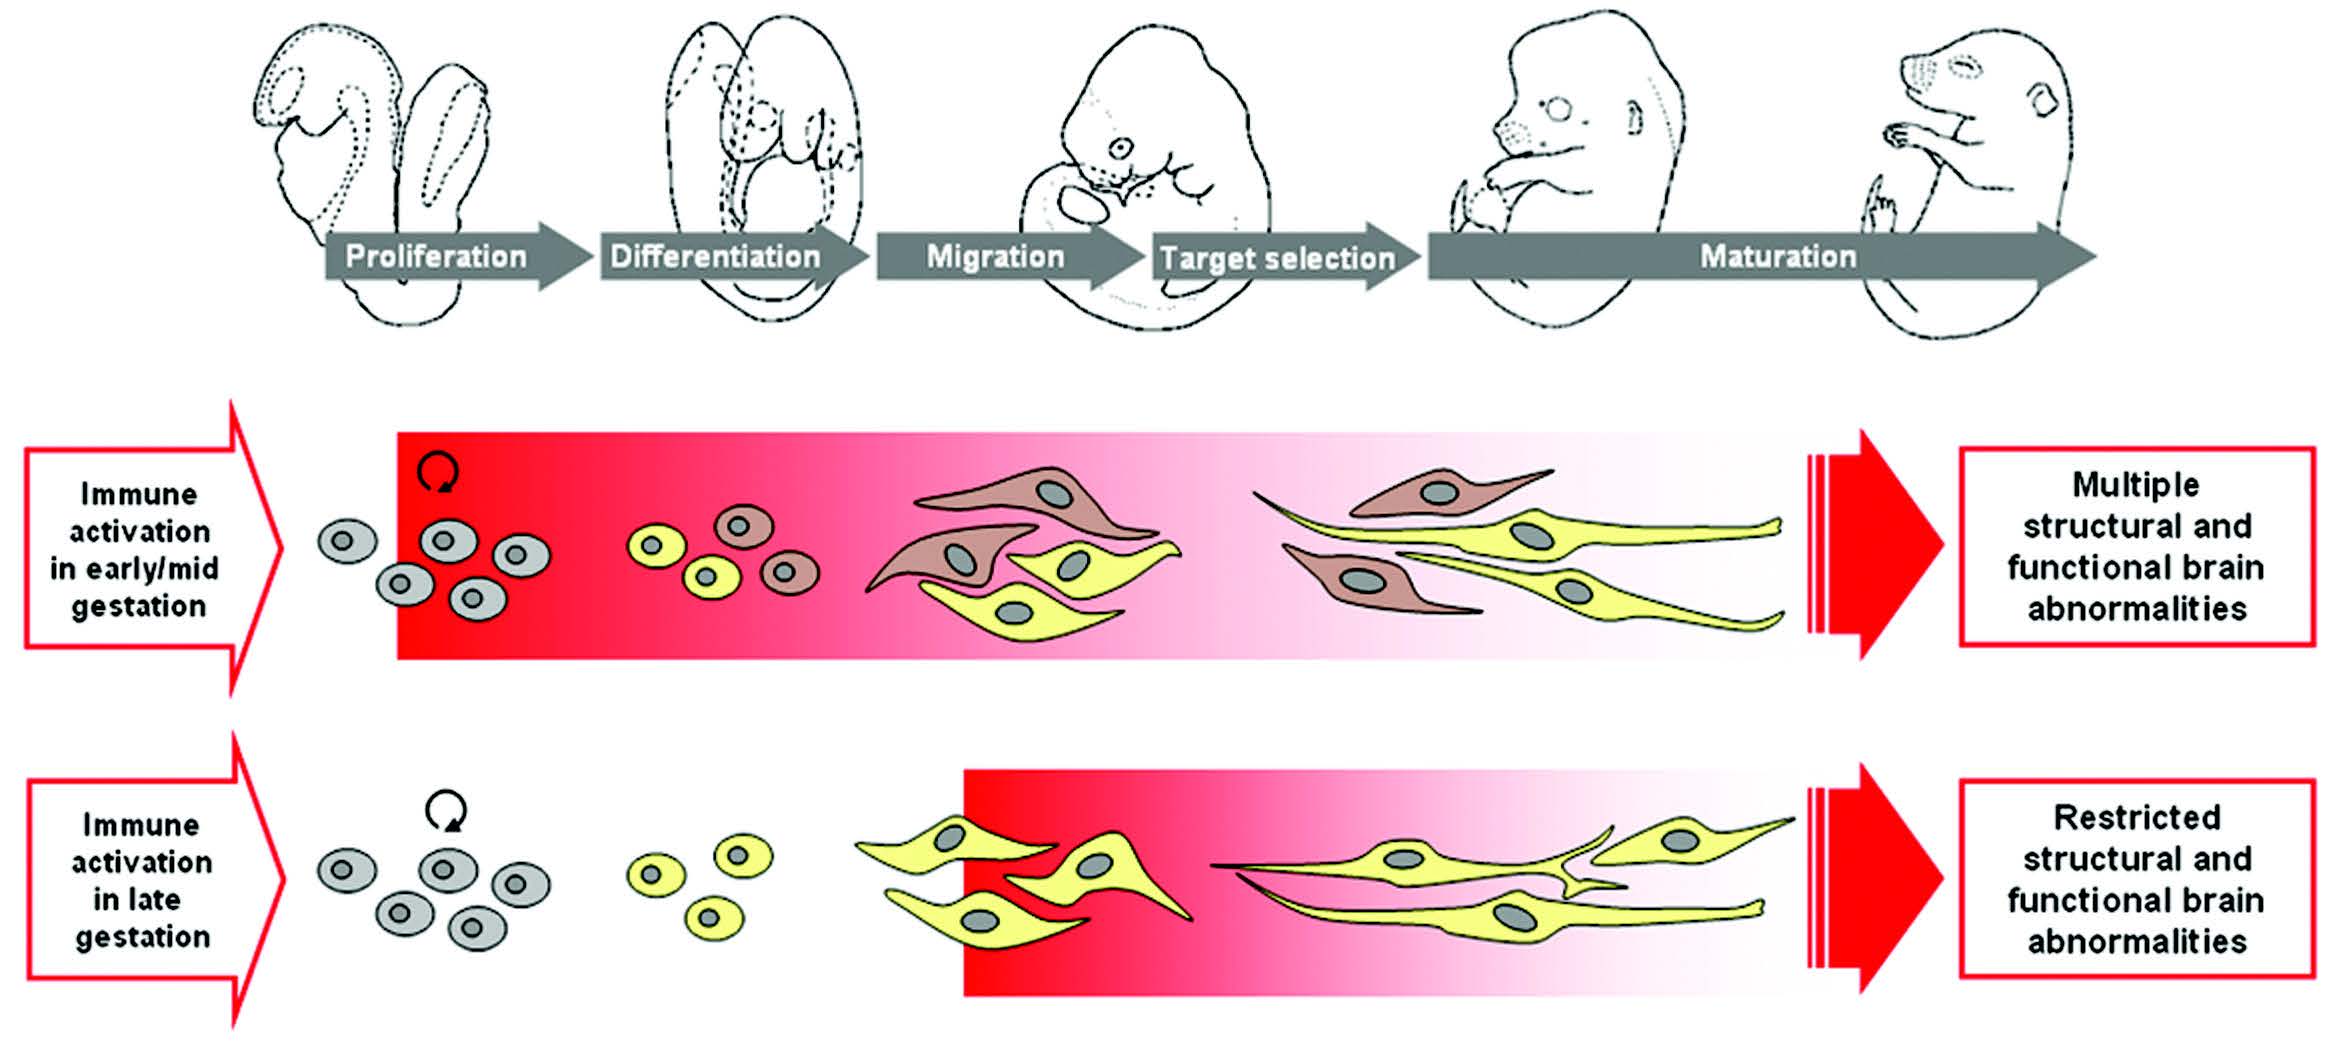 Proliferation
Differentiation
Migration
Target selection
Maturation
Immune
activation
in early/mid
gestation
Multiple
structural and
functional brain
abnormalities
Immune
activation
in late
gestation
Restricted
structural and
functional brain
abnormalities